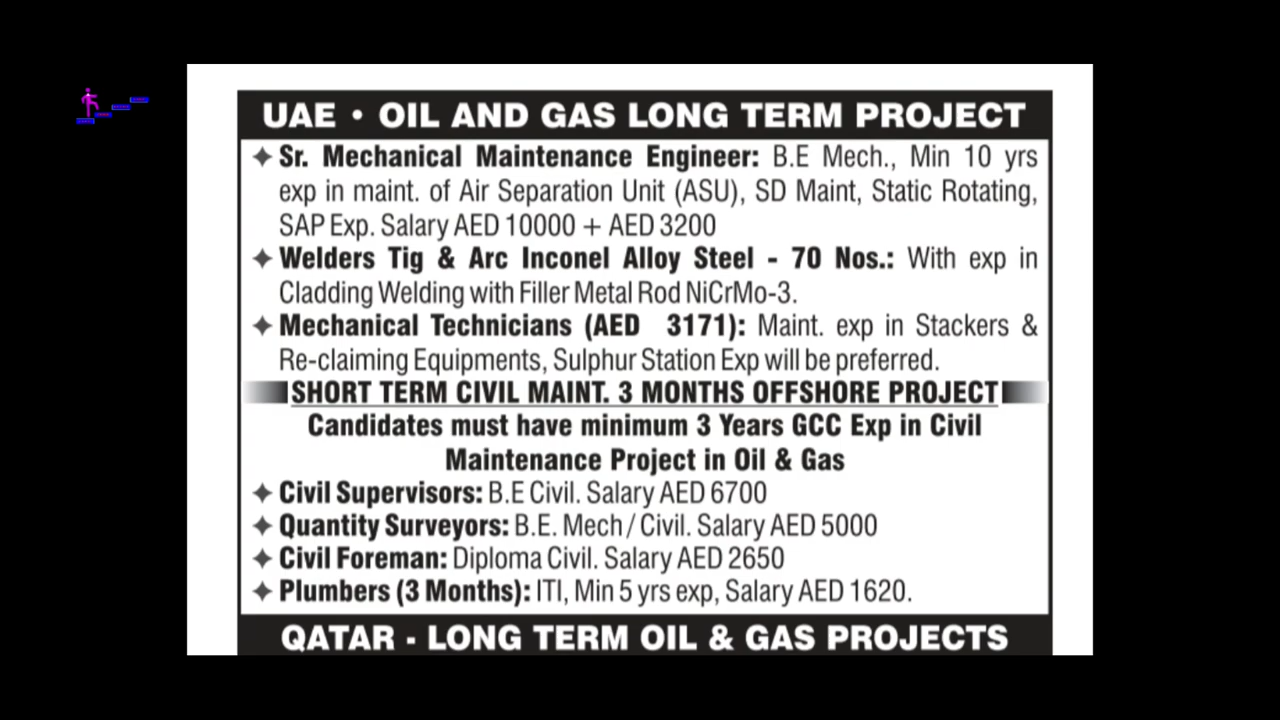 UAE • OIL AND GAS LONG TERM PROJECT
✦ Sr. Mechanical Maintenance Engineer: B.E Mech., Min 10 yrs
exp in maint. of Air Separation Unit (ASU), SD Maint, Static Rotating,
SAP Exp. Salary AED 10000 + AED 3200
✦ Welders Tig & Arc Inconel Alloy Steel - 70 Nos.: With exp in
Cladding Welding with Filler Metal Rod NiCrMo-3.
✦ Mechanical Technicians (AED 3171): Maint. exp in Stackers &
Re-claiming Equipments, Sulphur Station Exp will be preferred.
SHORT TERM CIVIL MAINT. 3 MONTHS OFFSHORE PROJECT
Candidates must have minimum 3 Years GCC Exp in Civil
Maintenance Project in Oil & Gas
✦ Civil Supervisors: B.E Civil. Salary AED 6700
✦ Quantity Surveyors: B.E. Mech / Civil. Salary AED 5000
✦ Civil Foreman: Diploma Civil. Salary AED 2650
✦ Plumbers (3 Months): ITI, Min 5 yrs exp, Salary AED 1620.
QATAR - LONG TERM OIL & GAS PROJECTS